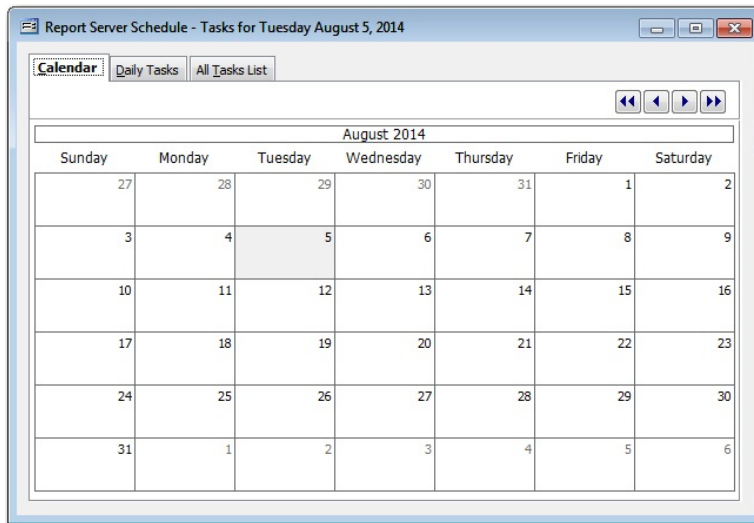 Report Server Schedule - Tasks for Tuesday August 5, 2014
Calendar Daily Tasks All Tasks List
August 2014
Sunday Monday Tuesday Wednesday Thursday Friday Saturday
27 28 29 30 31 1 2
3 4 5 6 7 8 9
10 11 12 13 14 15 16
17 18 19 20 21 22 23
24 25 26 27 28 29 30
31 1 2 3 4 5 6